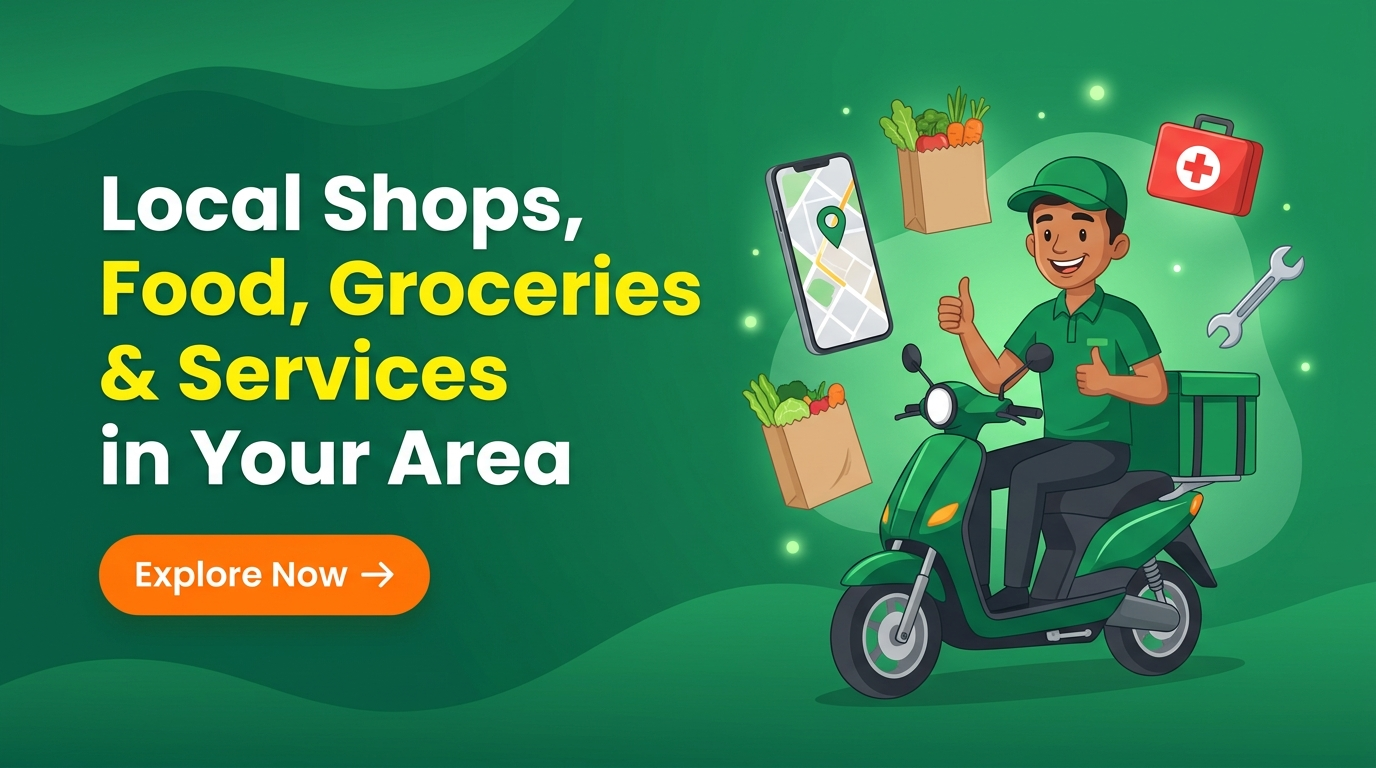 Local Shops,
Food, Groceries
& Services
in Your Area
Explore Now →